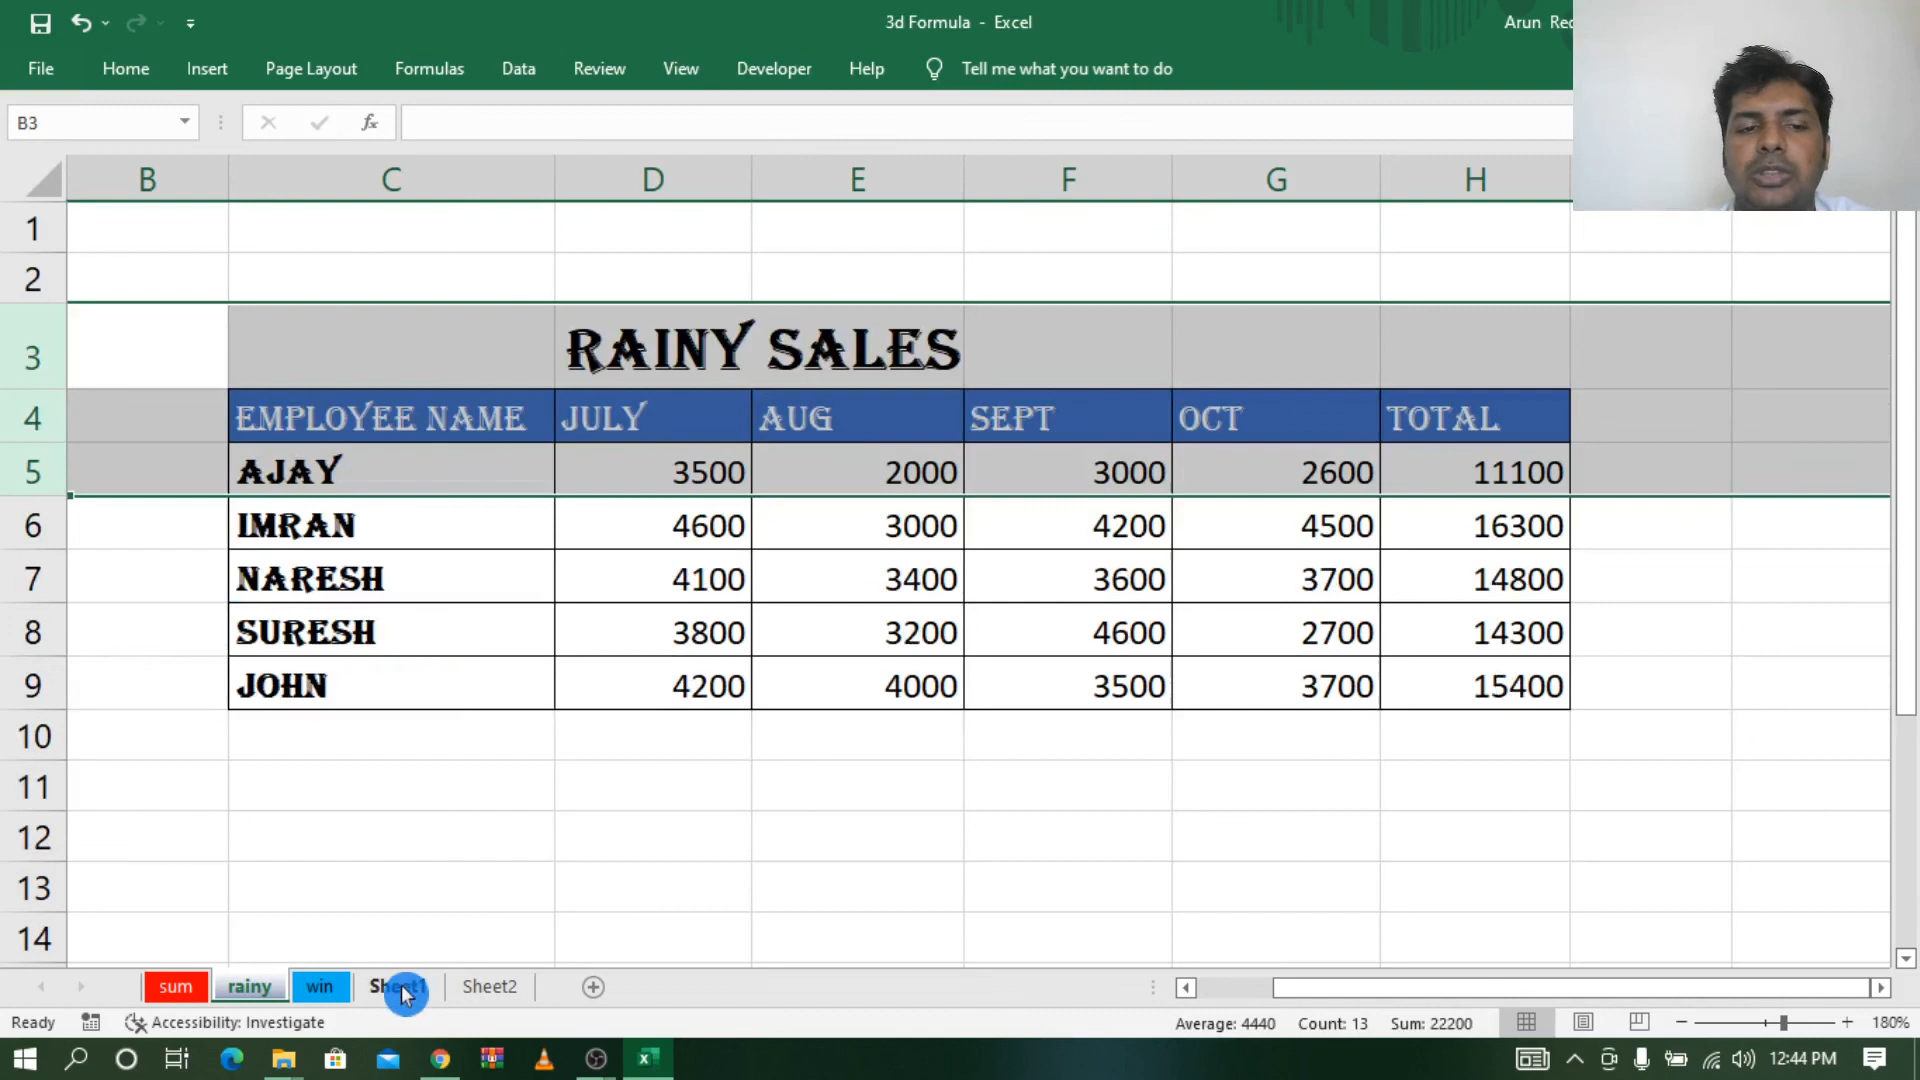 3d Formula - Excel
Arun Rec
File Home Insert Page Layout Formulas Data Review View Developer Help Tell me what you want to do
B3 fx
B C D E F G H
1
2
3 RAINY SALES
4 EMPLOYEE NAME JULY AUG SEPT OCT TOTAL
5 AJAY 3500 2000 3000 2600 11100
6 IMRAN 4600 3000 4200 4500 16300
7 NARESH 4100 3400 3600 3700 14800
8 SURESH 3800 3200 4600 2700 14300
9 JOHN 4200 4000 3500 3700 15400
10
11
12
13
14
sum rainy win Sheet1 Sheet2
Ready Accessibility: Investigate Average: 4440 Count: 13 Sum: 22200 180%
12:44 PM